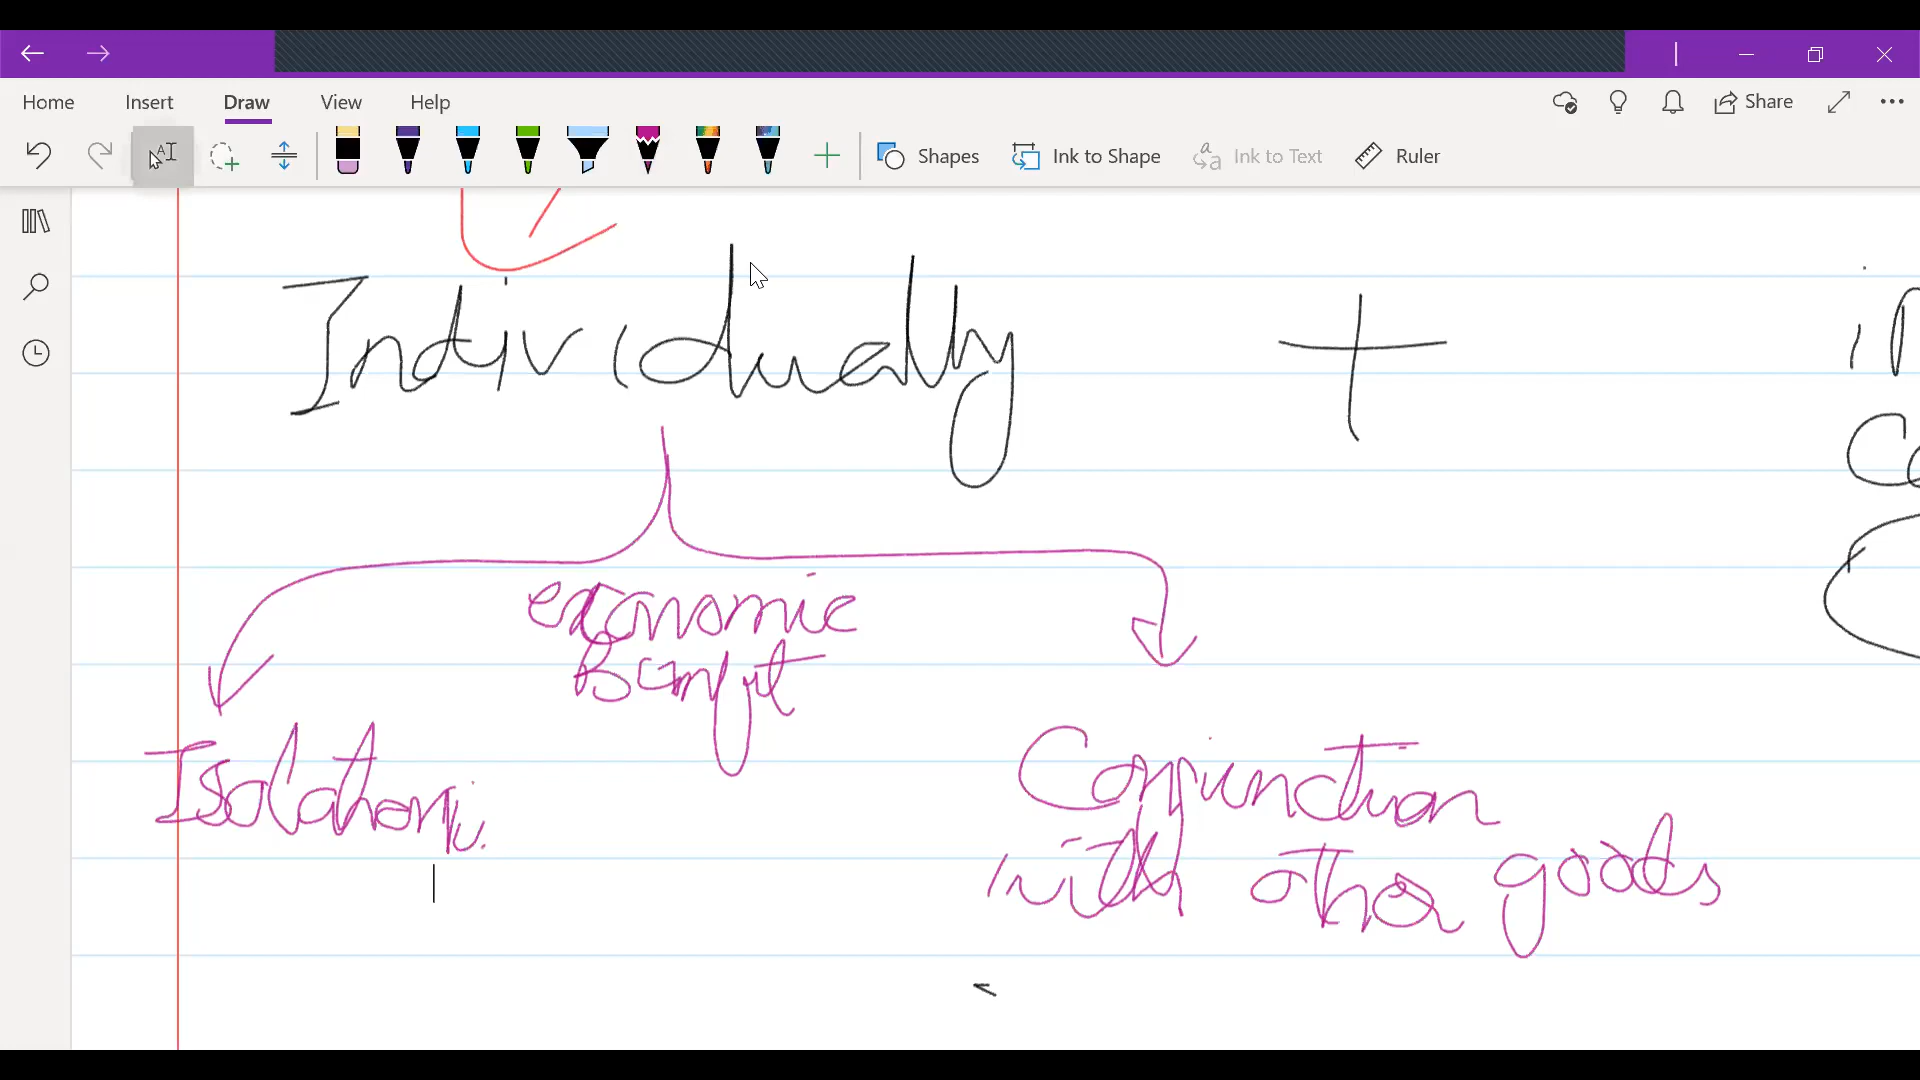 Home Insert Draw View Help Share
Shapes Ink to Shape Ink to Text Ruler
Individually +
economic
Benefit
Isolation
Conjunction
with other goods